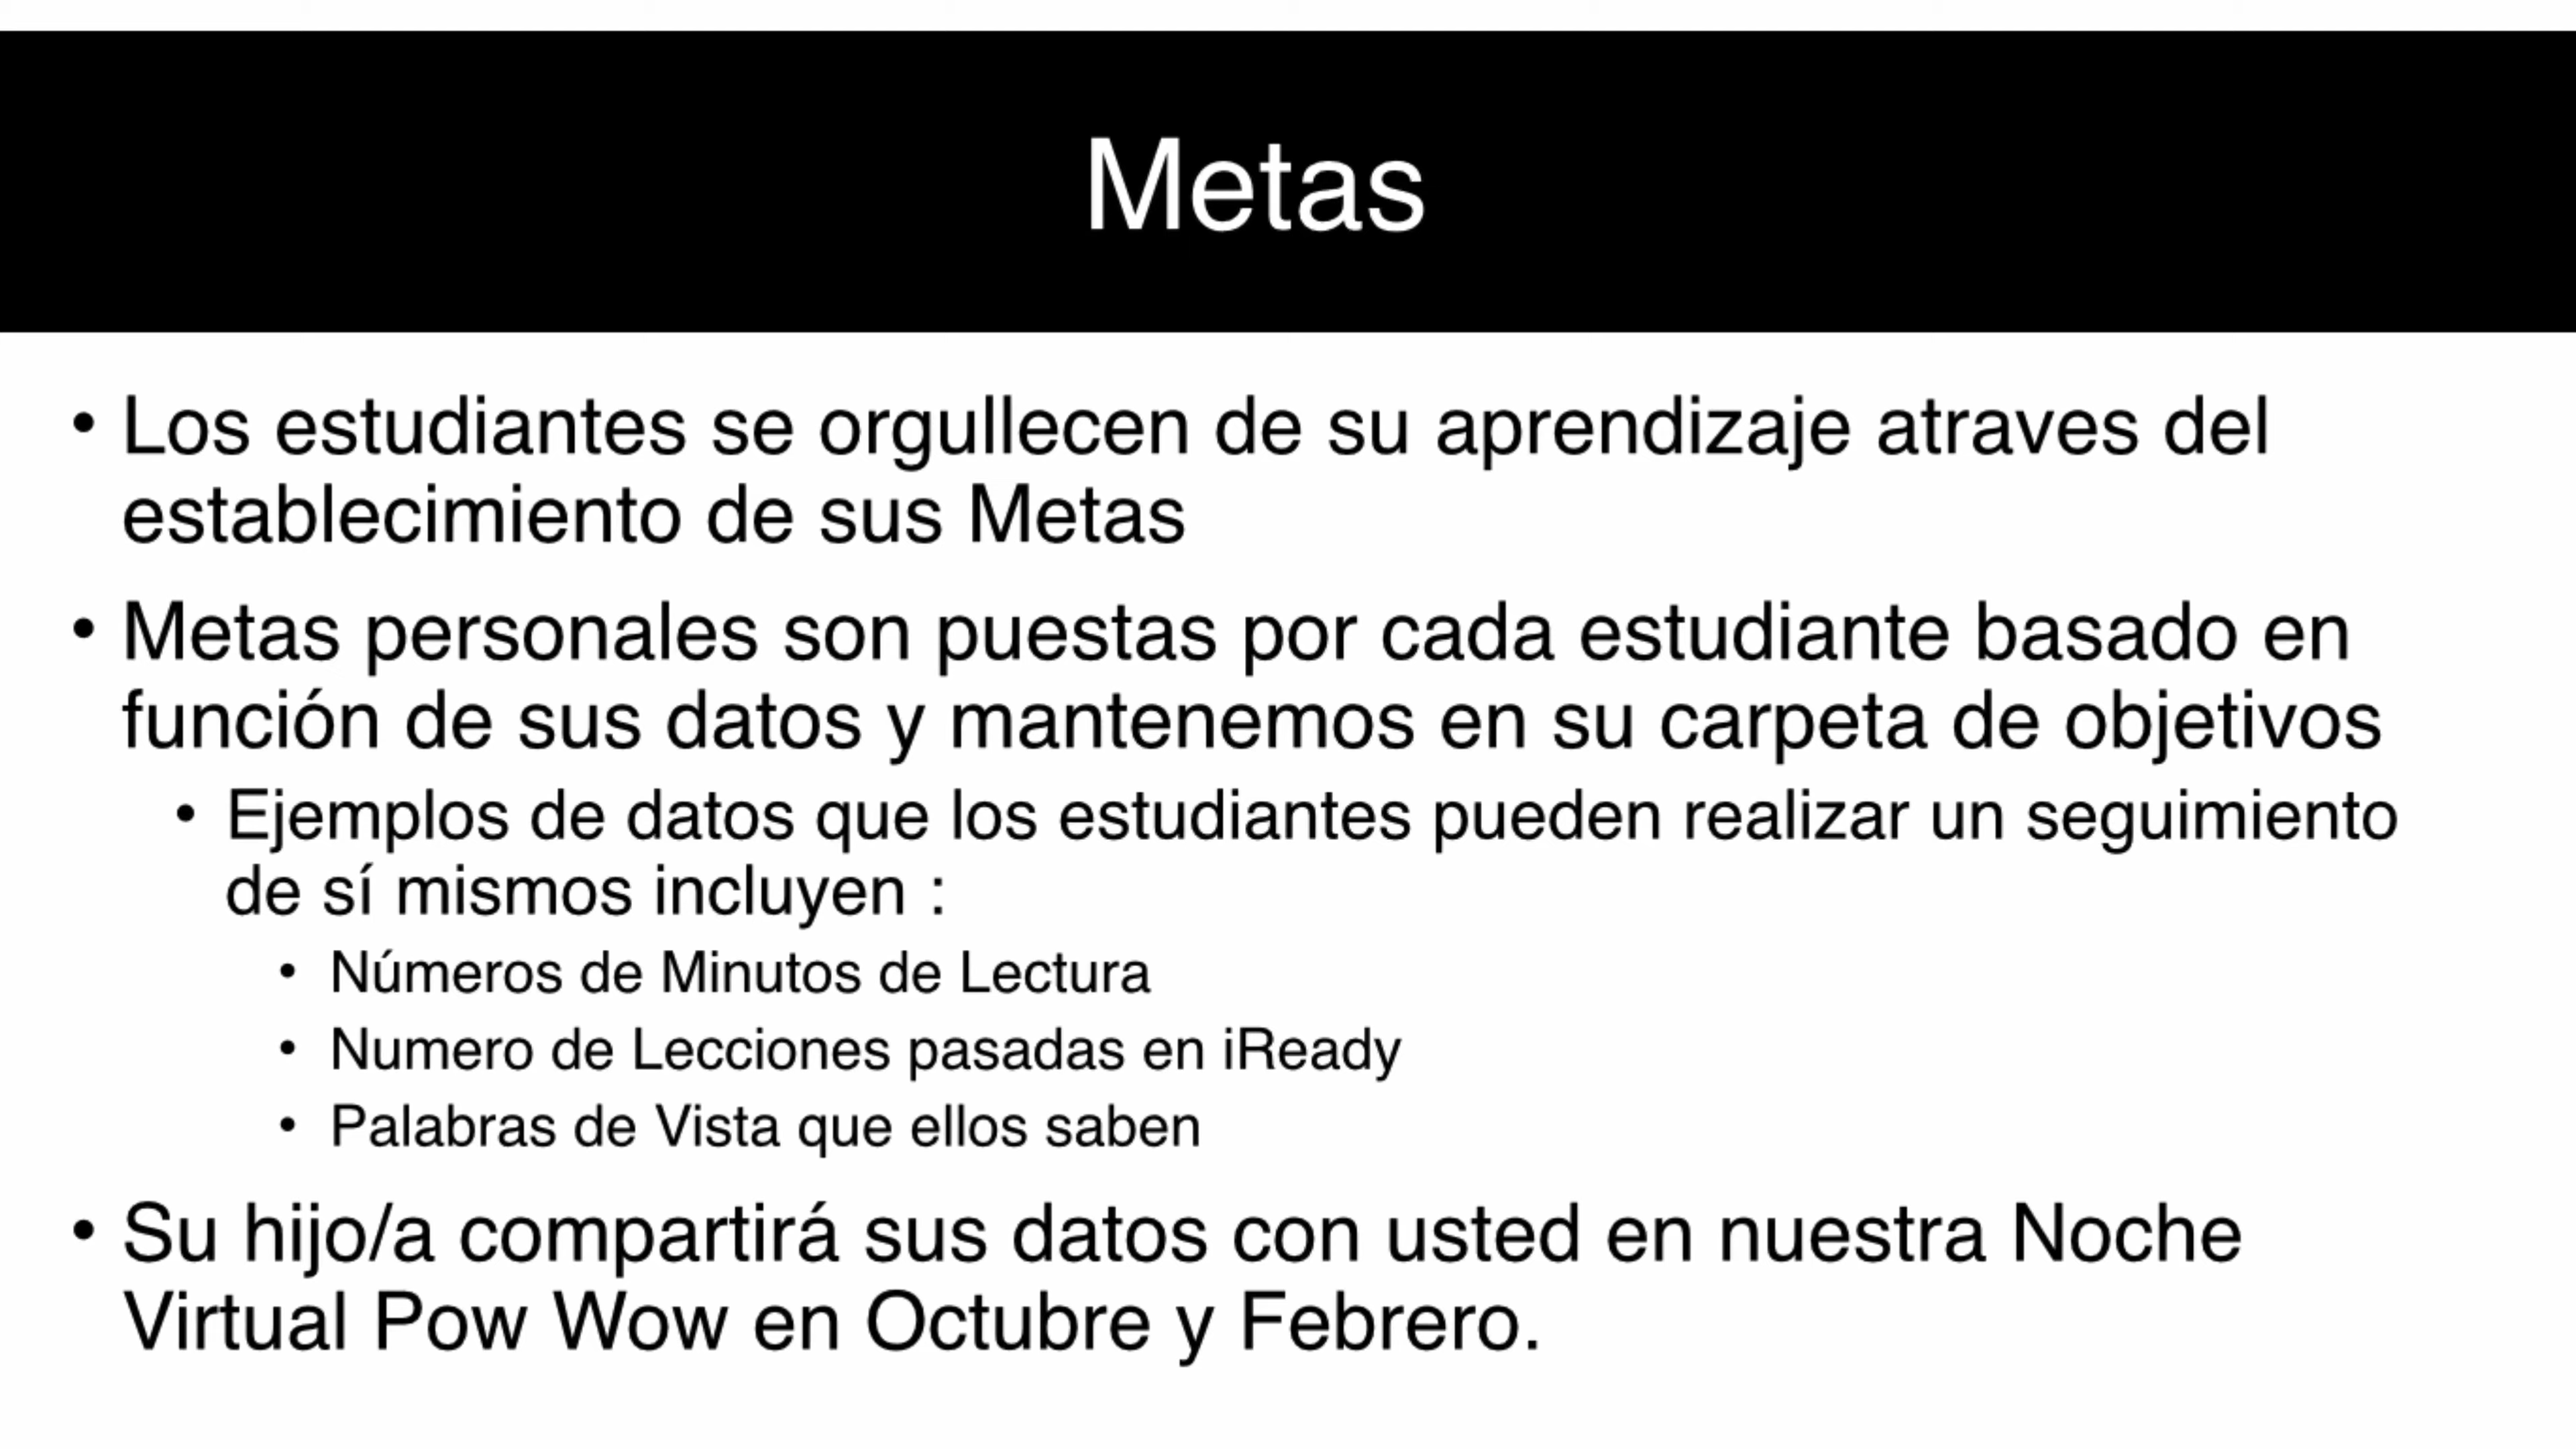 Metas
• Los estudiantes se orgullecen de su aprendizaje atraves del
establecimiento de sus Metas
• Metas personales son puestas por cada estudiante basado en
función de sus datos y mantenemos en su carpeta de objetivos
• Ejemplos de datos que los estudiantes pueden realizar un seguimiento
de sí mismos incluyen :
• Números de Minutos de Lectura
• Numero de Lecciones pasadas en iReady
• Palabras de Vista que ellos saben
• Su hijo/a compartirá sus datos con usted en nuestra Noche
Virtual Pow Wow en Octubre y Febrero.